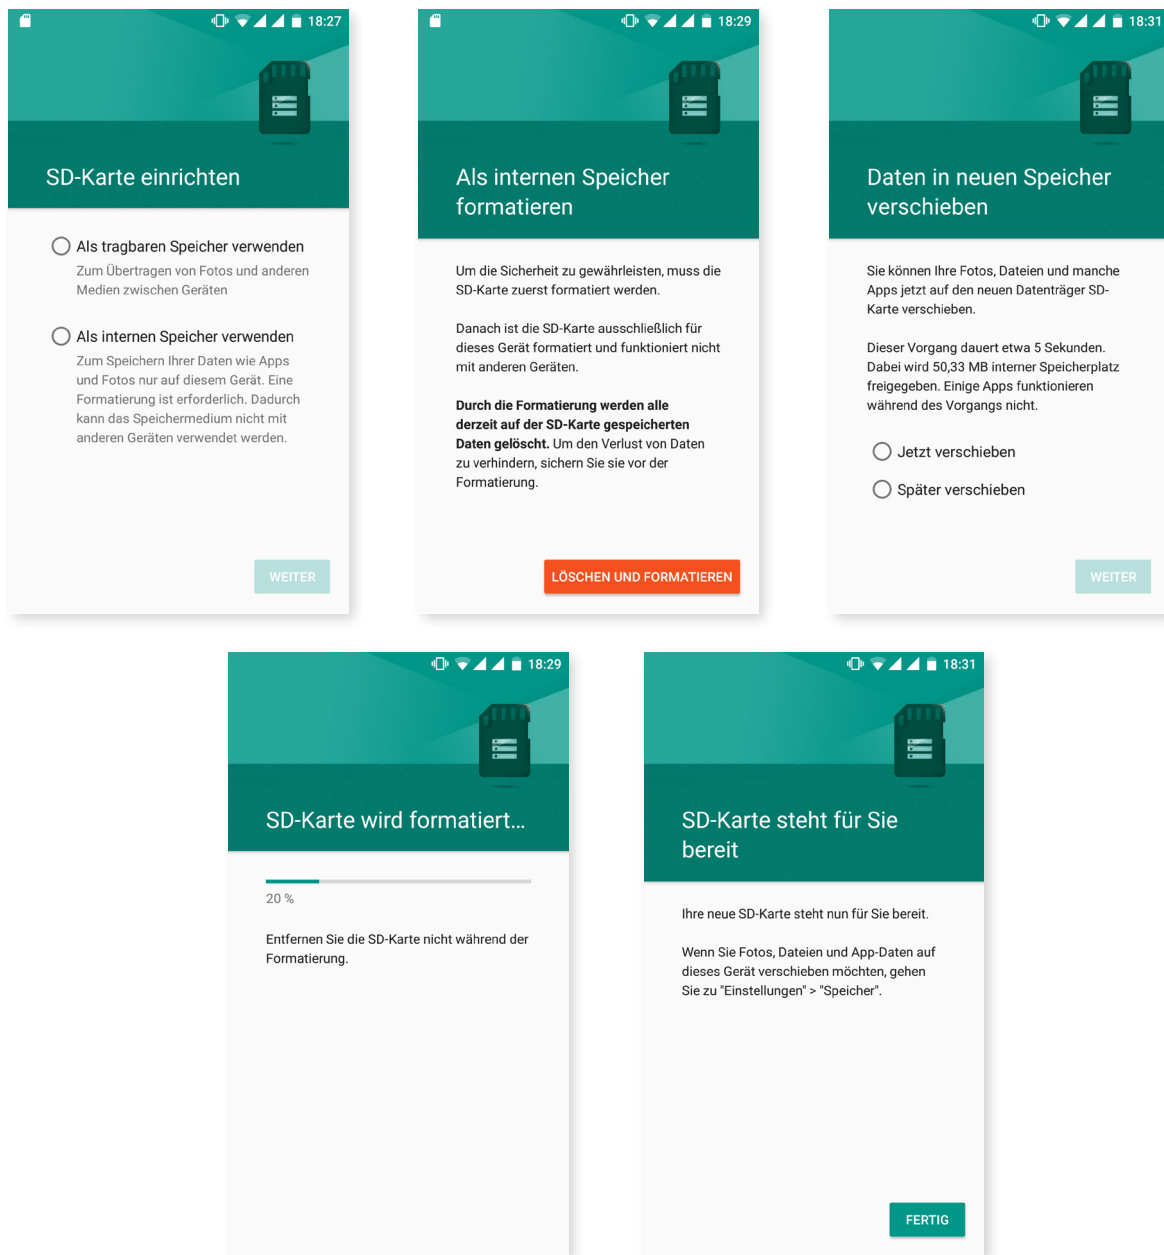 18:27
SD-Karte einrichten
Als tragbaren Speicher verwenden
Zum Übertragen von Fotos und anderen
Medien zwischen Geräten
Als internen Speicher verwenden
Zum Speichern Ihrer Daten wie Apps
und Fotos nur auf diesem Gerät. Eine
Formatierung ist erforderlich. Dadurch
kann das Speichermedium nicht mit
anderen Geräten verwendet werden.
WEITER
18:29
Als internen Speicher
formatieren
Um die Sicherheit zu gewährleisten, muss die
SD-Karte zuerst formatiert werden.
Danach ist die SD-Karte ausschließlich für
dieses Gerät formatiert und funktioniert nicht
mit anderen Geräten.
Durch die Formatierung werden alle
derzeit auf der SD-Karte gespeicherten
Daten gelöscht. Um den Verlust von Daten
zu verhindern, sichern Sie sie vor der
Formatierung.
LÖSCHEN UND FORMATIEREN
18:31
Daten in neuen Speicher
verschieben
Sie können Ihre Fotos, Dateien und manche
Apps jetzt auf den neuen Datenträger SD-
Karte verschieben.
Dieser Vorgang dauert etwa 5 Sekunden.
Dabei wird 50,33 MB interner Speicherplatz
freigegeben. Einige Apps funktionieren
während des Vorgangs nicht.
Jetzt verschieben
Später verschieben
WEITER
18:29
SD-Karte wird formatiert...
20 %
Entfernen Sie die SD-Karte nicht während der
Formatierung.
18:31
SD-Karte steht für Sie
bereit
Ihre neue SD-Karte steht nun für Sie bereit.
Wenn Sie Fotos, Dateien und App-Daten auf
dieses Gerät verschieben möchten, gehen
Sie zu "Einstellungen" > "Speicher".
FERTIG